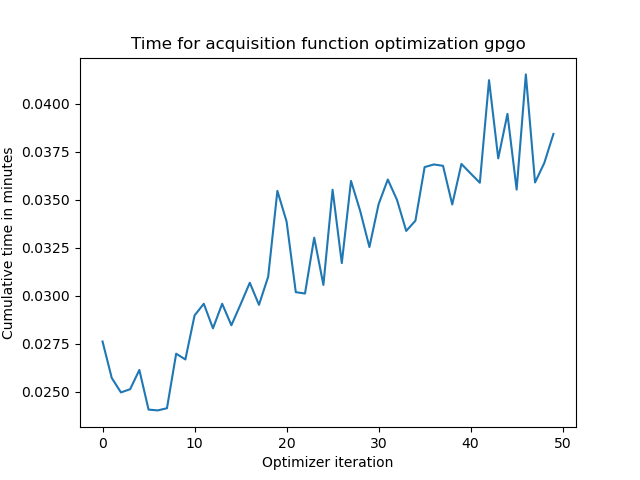 Time for acquisition function optimization gpgo
Cumulative time in minutes
0.0400
0.0375
0.0350
0.0325
0.0300
0.0275
0.0250
0 10 20 30 40 50
Optimizer iteration